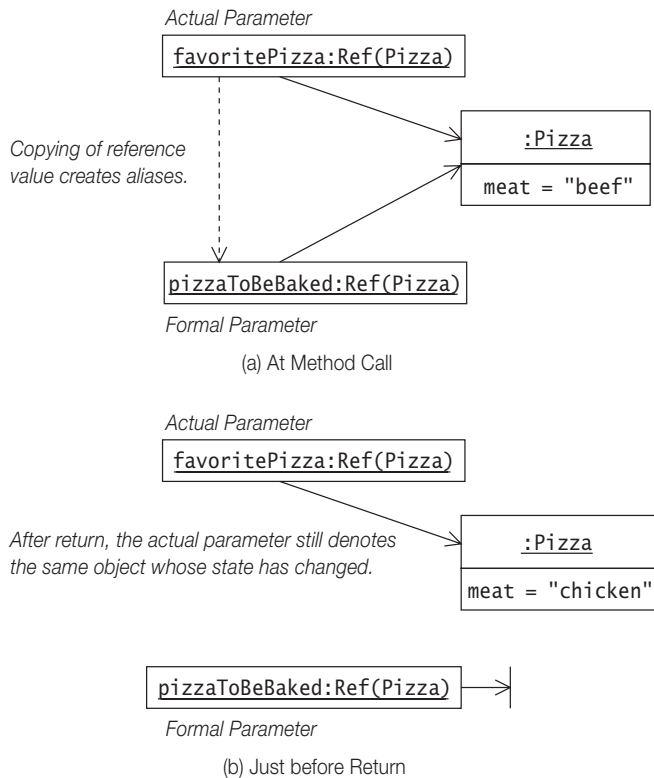 Actual Parameter
favoritePizza:Ref(Pizza)
:Pizza
Copying of reference
value creates aliases.
meat = "beef"
pizzaToBeBaked:Ref(Pizza)
Formal Parameter
(a) At Method Call
Actual Parameter
favoritePizza:Ref(Pizza)
After return, the actual parameter still denotes
the same object whose state has changed.
:Pizza
meat = "chicken"
pizzaToBeBaked:Ref(Pizza)
Formal Parameter
(b) Just before Return